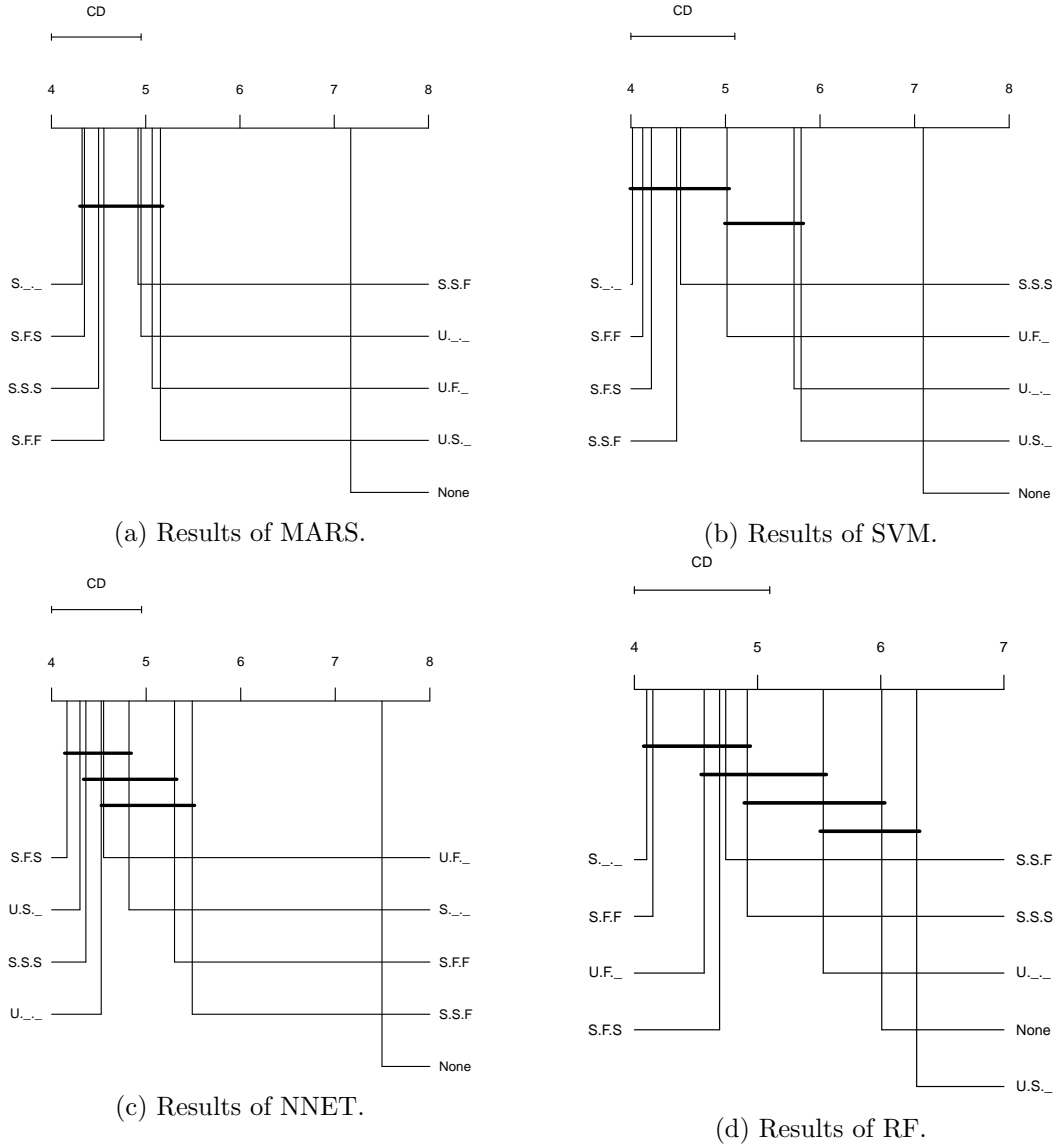 CD
4 5 6 7 8
S._._ S.S.F
S.F.S U._._
S.S.S U.F._
S.F.F U.S._
None
(a) Results of MARS.
CD
4 5 6 7 8
S._._ S.S.S
S.F.F U.F._
S.F.S U._._
S.S.F U.S._
None
(b) Results of SVM.
CD
4 5 6 7 8
S.F.S U.F._
U.S._ S._._
S.S.S S.F.F
U._._ S.S.F
None
(c) Results of NNET.
CD
4 5 6 7
S._._ S.S.F
S.F.F S.S.S
U.F._ U._._
S.F.S None
U.S._
(d) Results of RF.